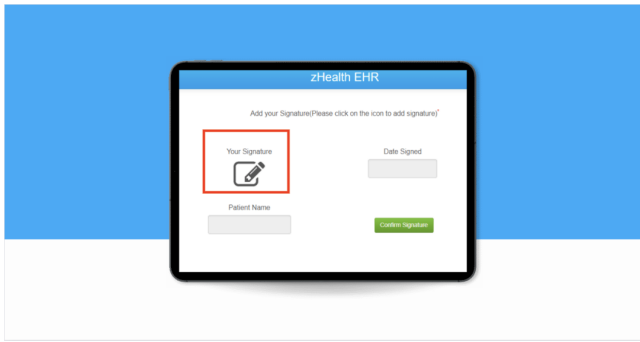 zHealth EHR
Add your Signature(Please click on the icon to add signature)*
Your Signature
Date Signed
Patient Name
Confirm Signature